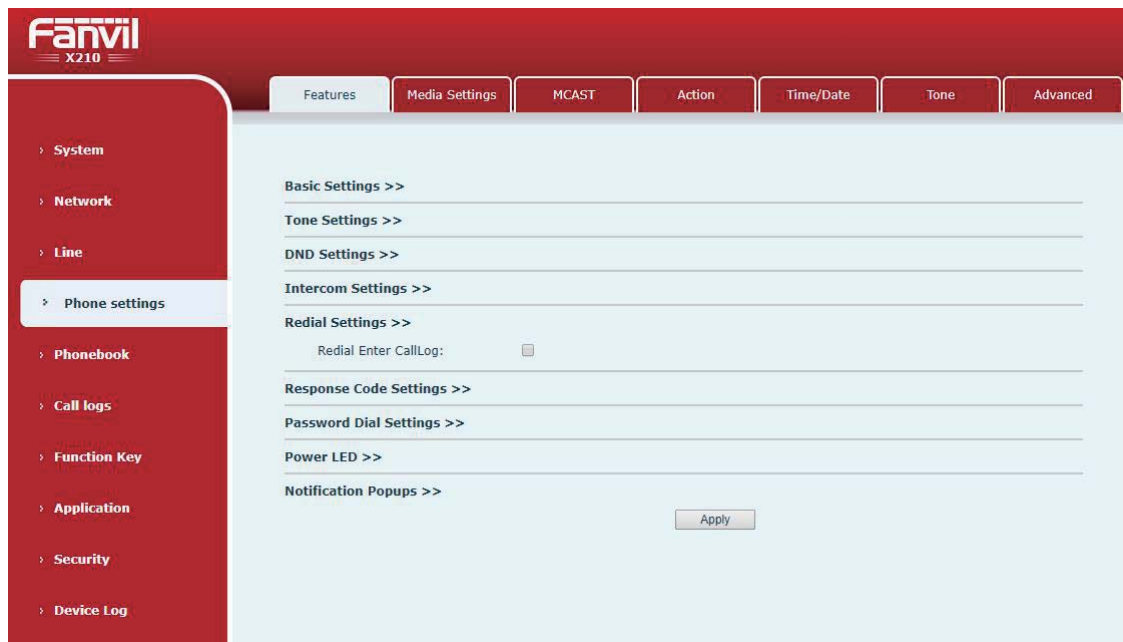 Fanvil
X210
Features Media Settings MCAST Action Time/Date Tone Advanced
› System
› Network
› Line
› Phone settings
› Phonebook
› Call logs
› Function Key
› Application
› Security
› Device Log
Basic Settings >>
Tone Settings >>
DND Settings >>
Intercom Settings >>
Redial Settings >>
Redial Enter CallLog:
Response Code Settings >>
Password Dial Settings >>
Power LED >>
Notification Popups >>
Apply